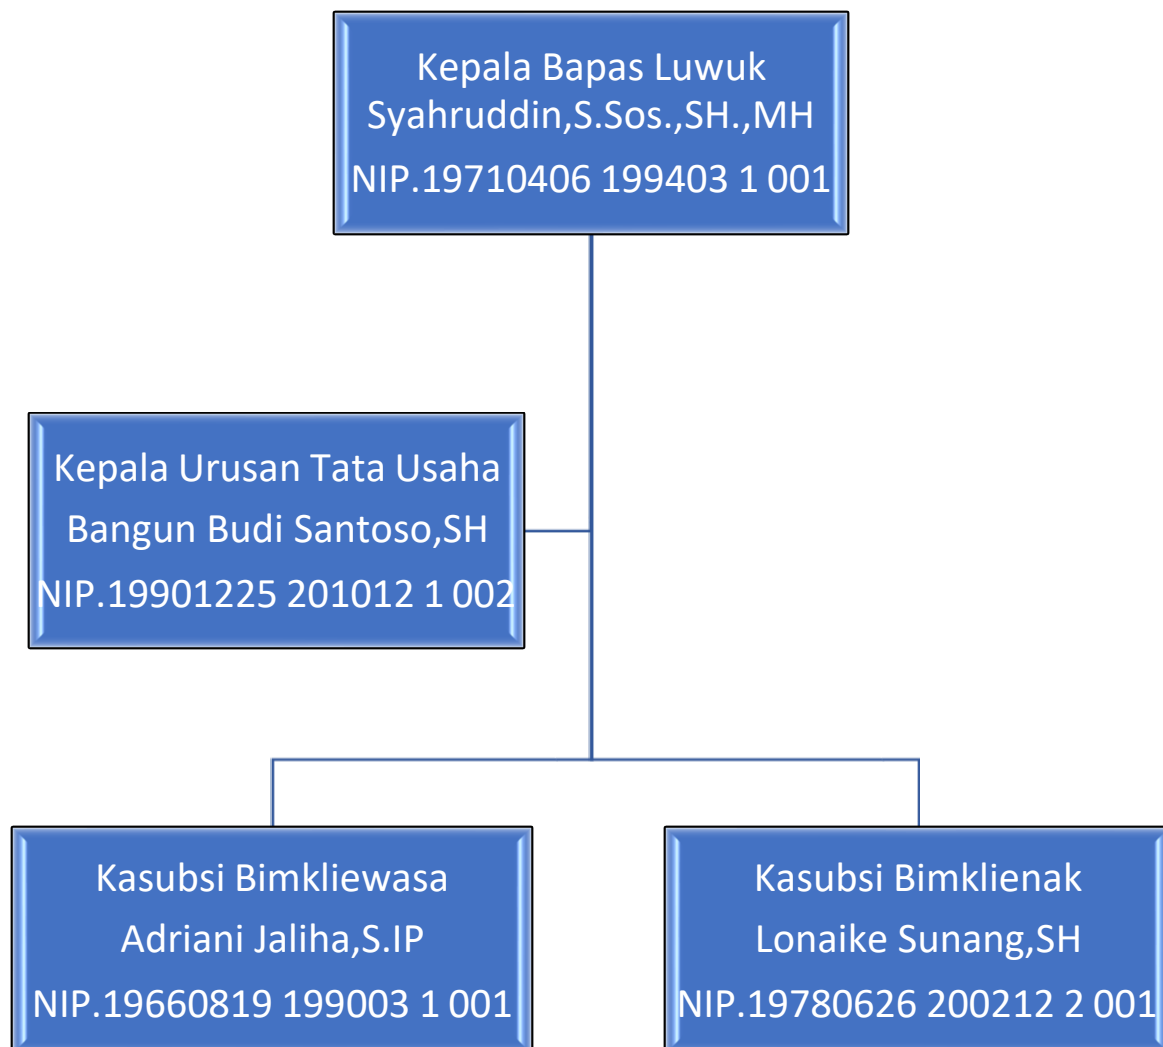 Kepala Bapas Luwuk
Syahruddin,S.Sos.,SH.,MH
NIP.19710406 199403 1 001
Kepala Urusan Tata Usaha
Bangun Budi Santoso,SH
NIP.19901225 201012 1 002
Kasubsi Bimkliewasa
Adriani Jaliha,S.IP
NIP.19660819 199003 1 001
Kasubsi Bimklienak
Lonaike Sunang,SH
NIP.19780626 200212 2 001